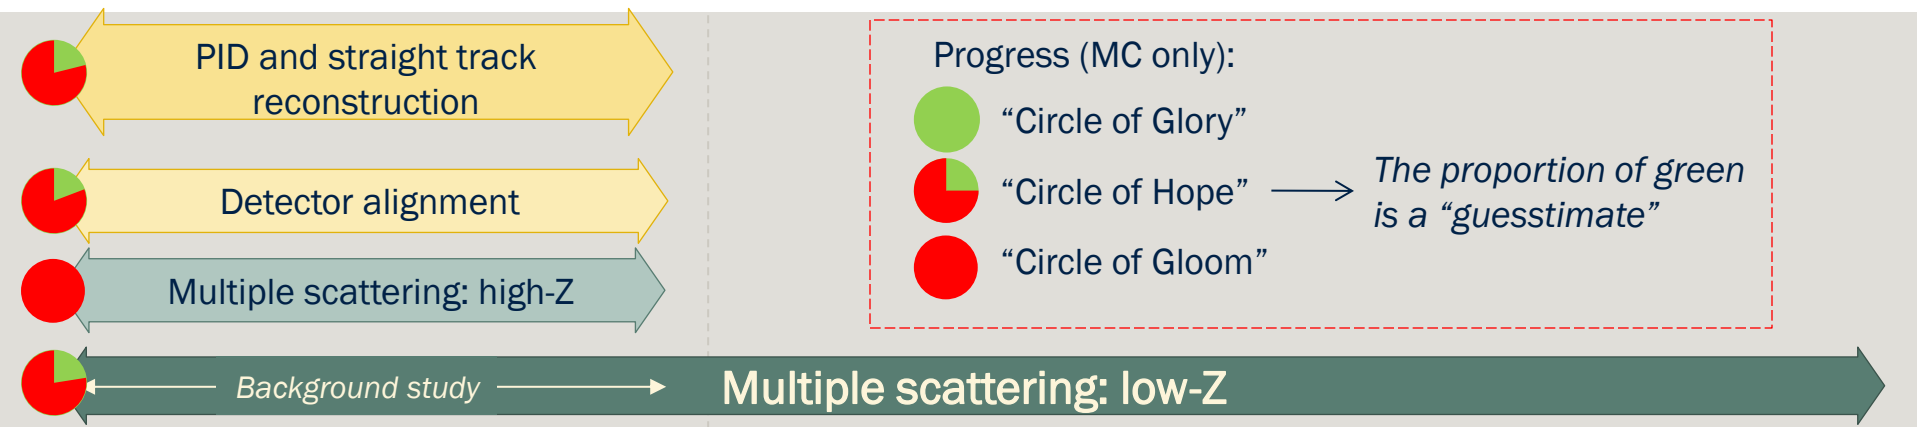 PID and straight track
reconstruction
Detector alignment
Multiple scattering: high-Z
Background study
Multiple scattering: low-Z
Progress (MC only):
“Circle of Glory”
“Circle of Hope”
The proportion of green
is a “guesstimate”
“Circle of Gloom”